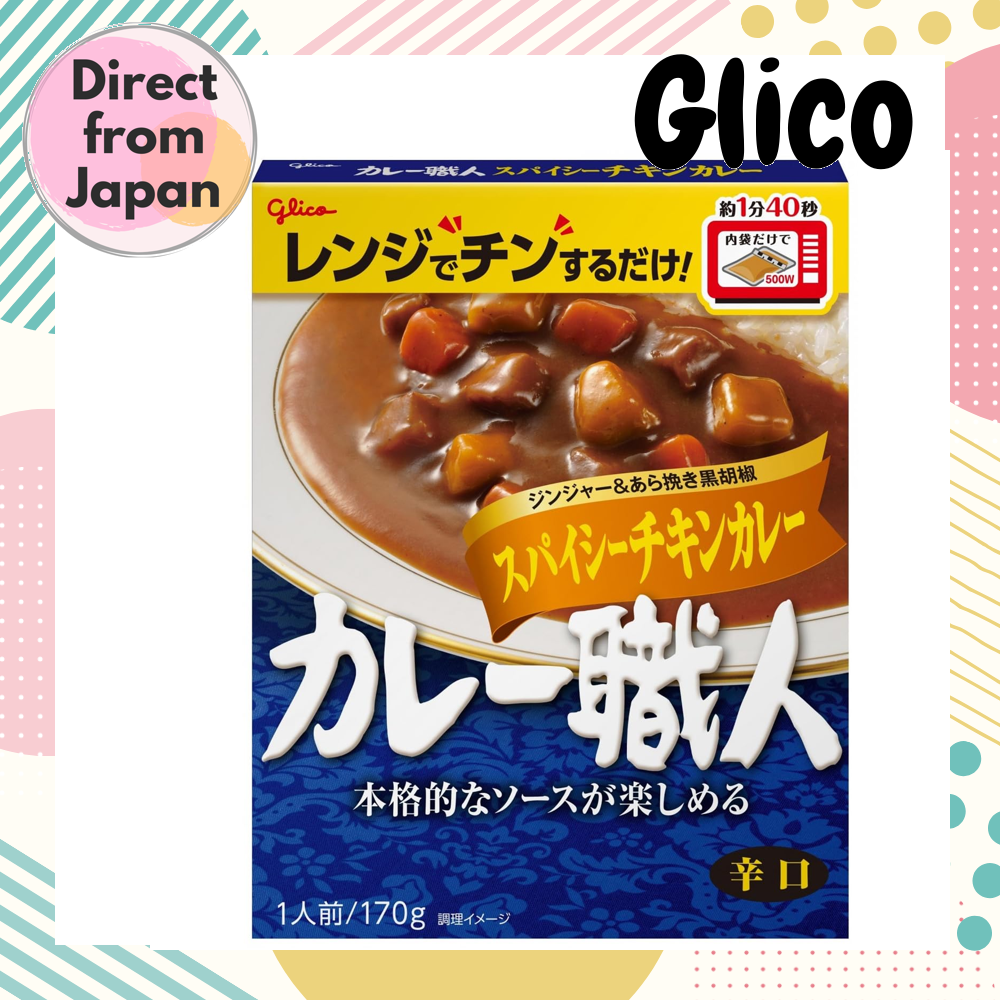 Direct
from
Japan
Glico
Glico カレー職人 スパイシーチキンカレー
Glico
レンジでチンするだけ!
約1分40秒
内袋だけで
500W
ジンジャー&あら挽き黒胡椒
スパイシーチキンカレー
カレー職人
本格的なソースが楽しめる
辛口
1人前/170g 調理イメージ